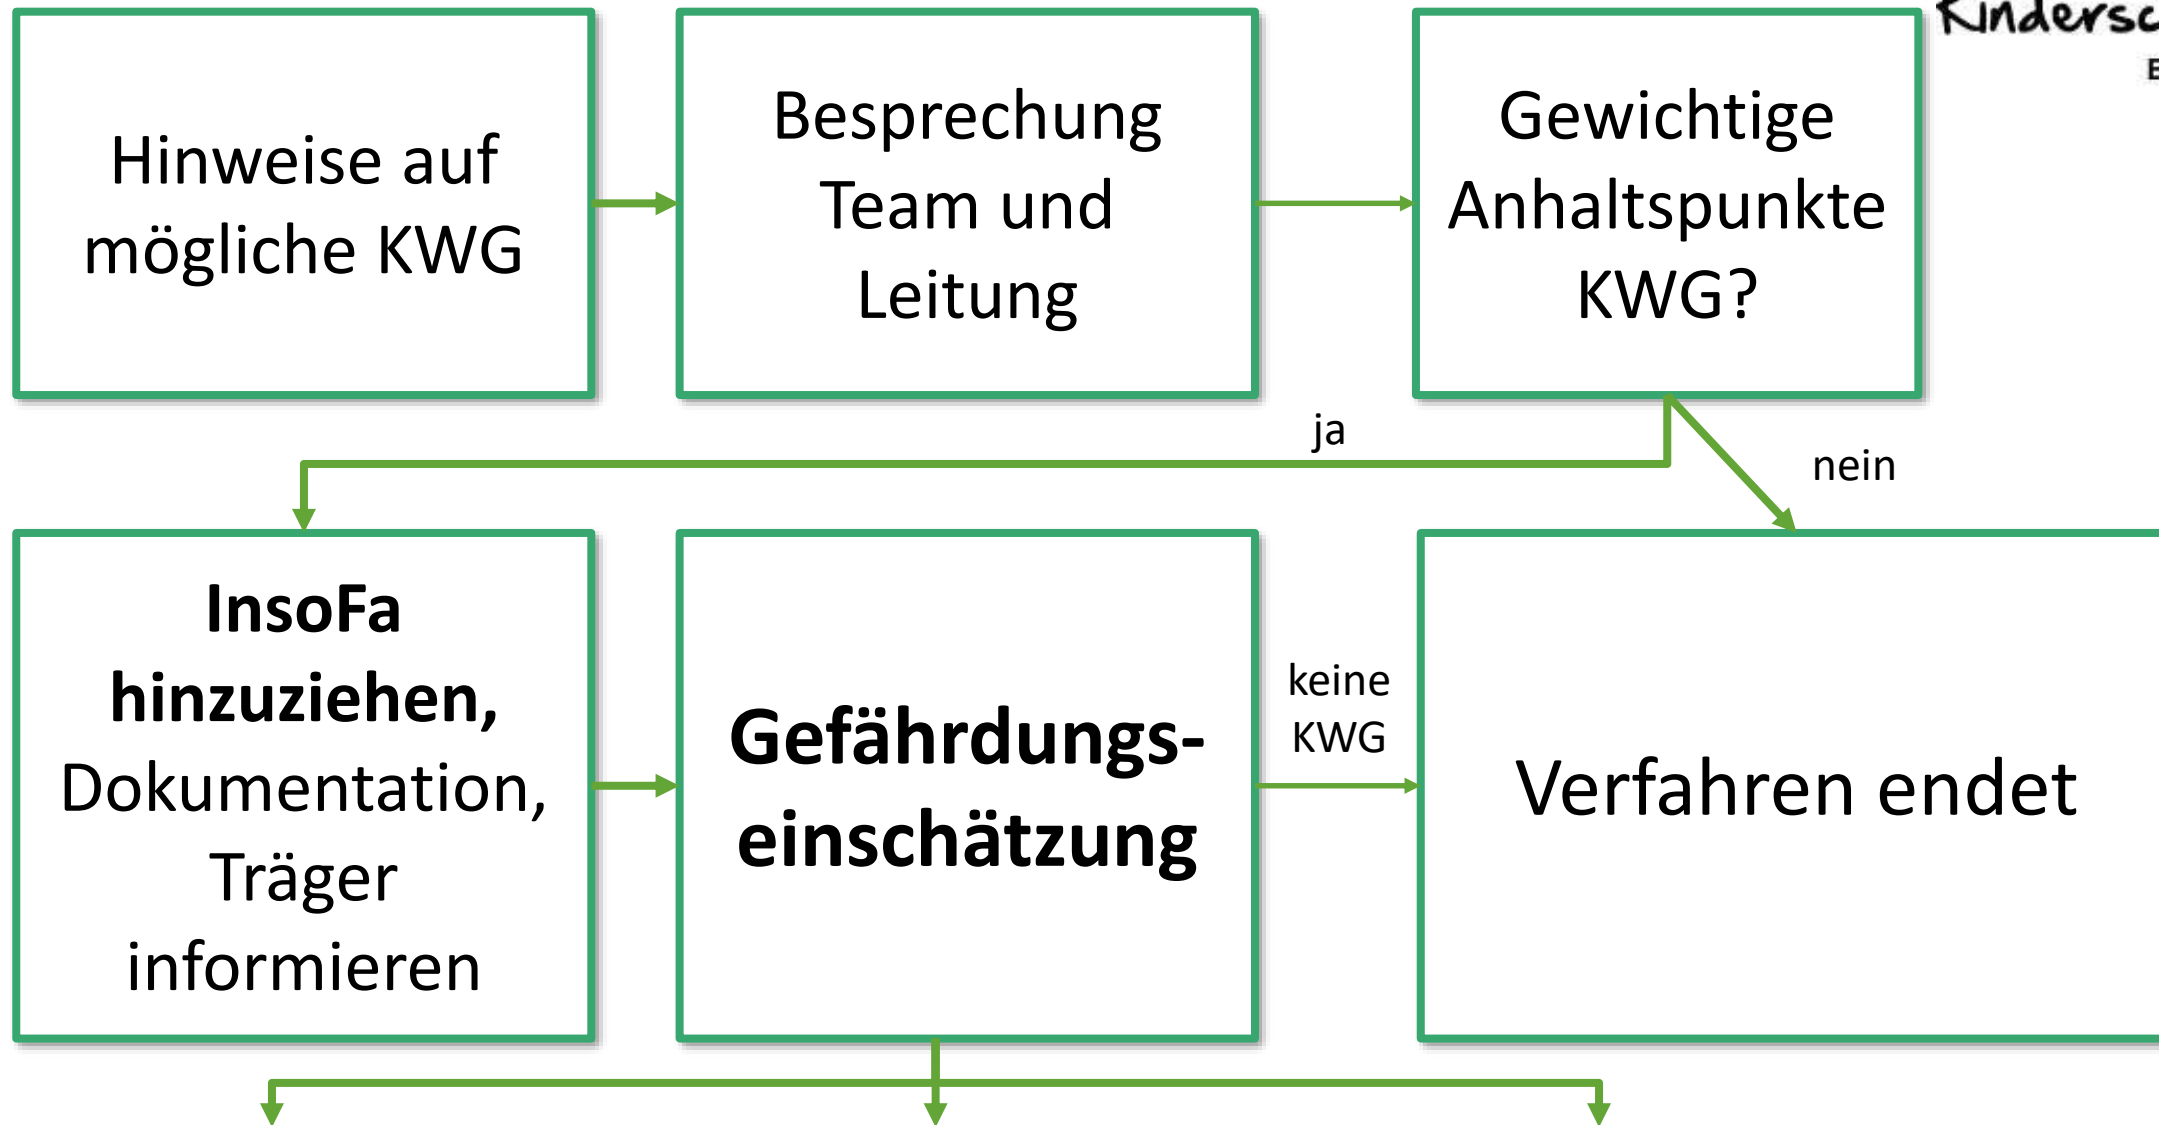 Hinweise auf
mögliche KWG
Besprechung
Team und
Leitung
Gewichtige
Anhaltspunkte
KWG?
ja
nein
InsoFa
hinzuziehen,
Dokumentation,
Träger
informieren
Gefährdungs-
einschätzung
keine
KWG
Verfahren endet